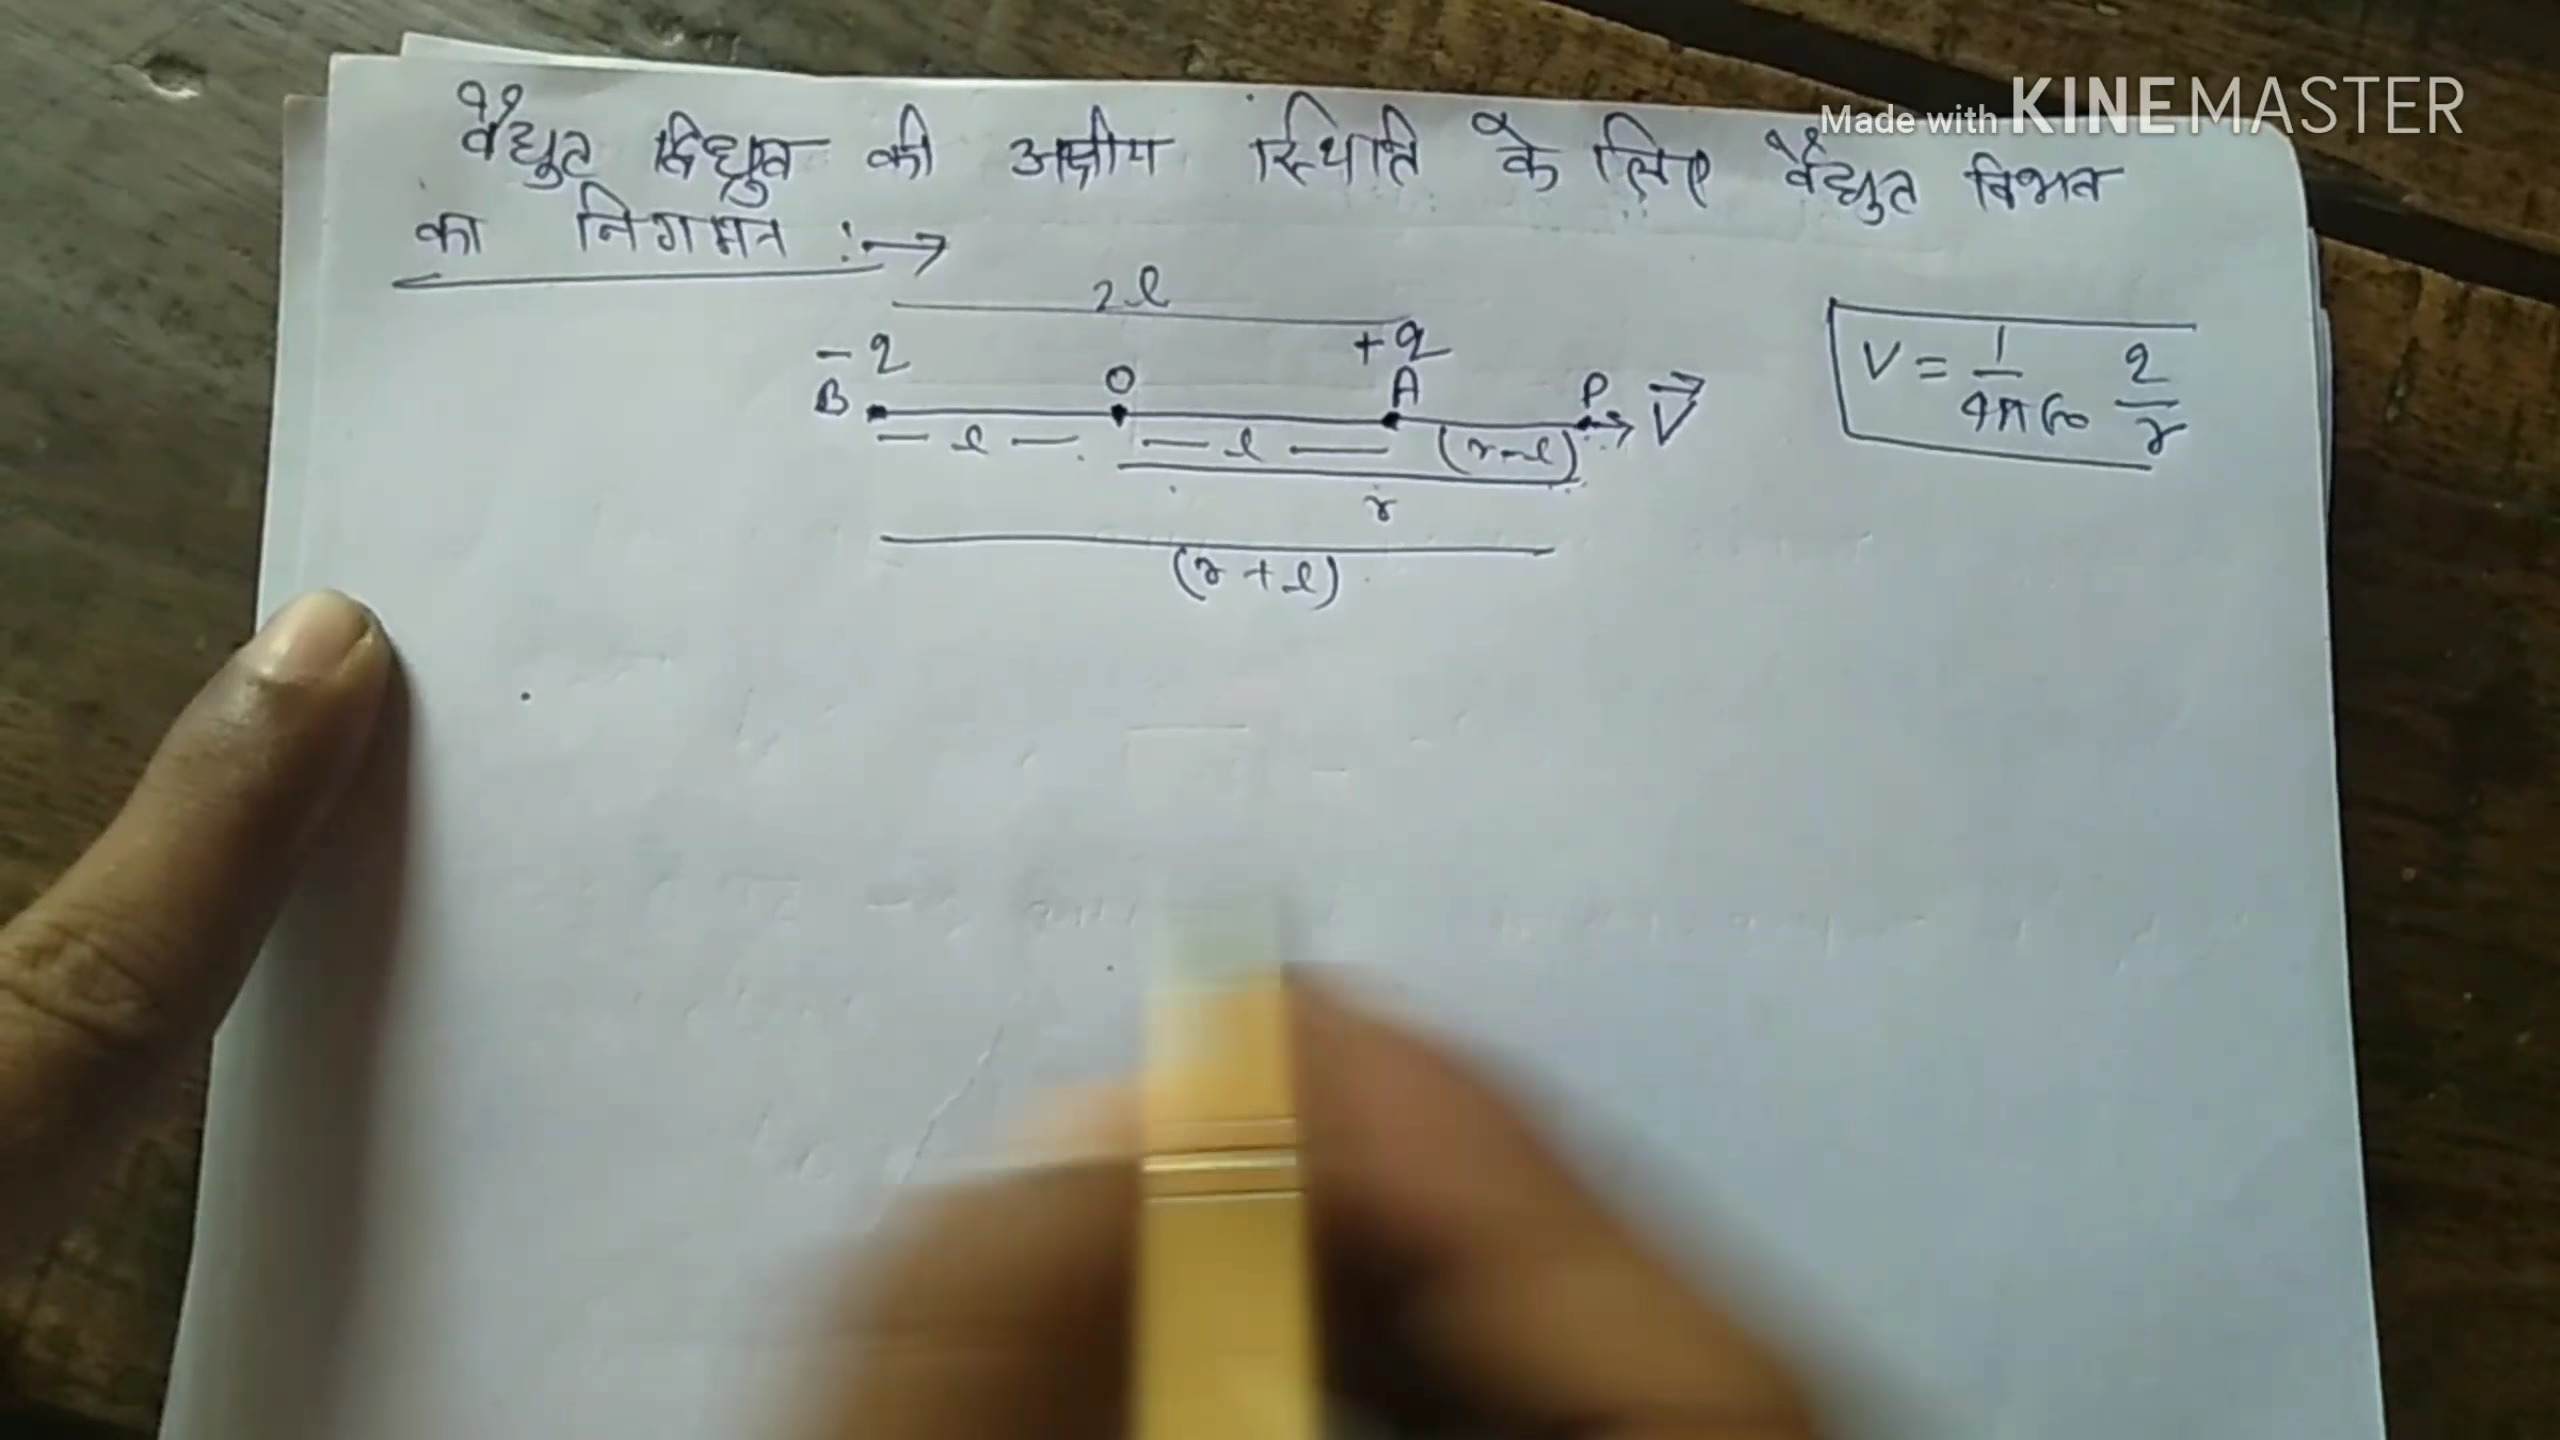 Made with KINEMASTER
वैद्युत द्विध्रुव की अक्षीय स्थिति के लिए वैद्युत विभव
का निगमन :→
2l
- q +q
B O A P → V⃗
l l (r-l)
r
(r + l)
V = 1/4πε₀ q/r